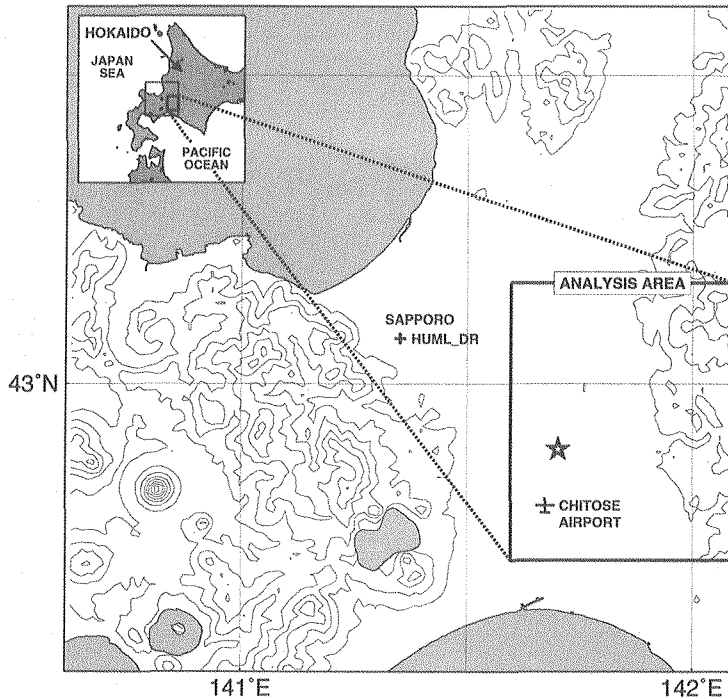 HOKAIDO
JAPAN
SEA
PACIFIC
OCEAN
ANALYSIS AREA
SAPPORO
HUML_DR
43°N
CHITOSE
AIRPORT
141°E
142°E